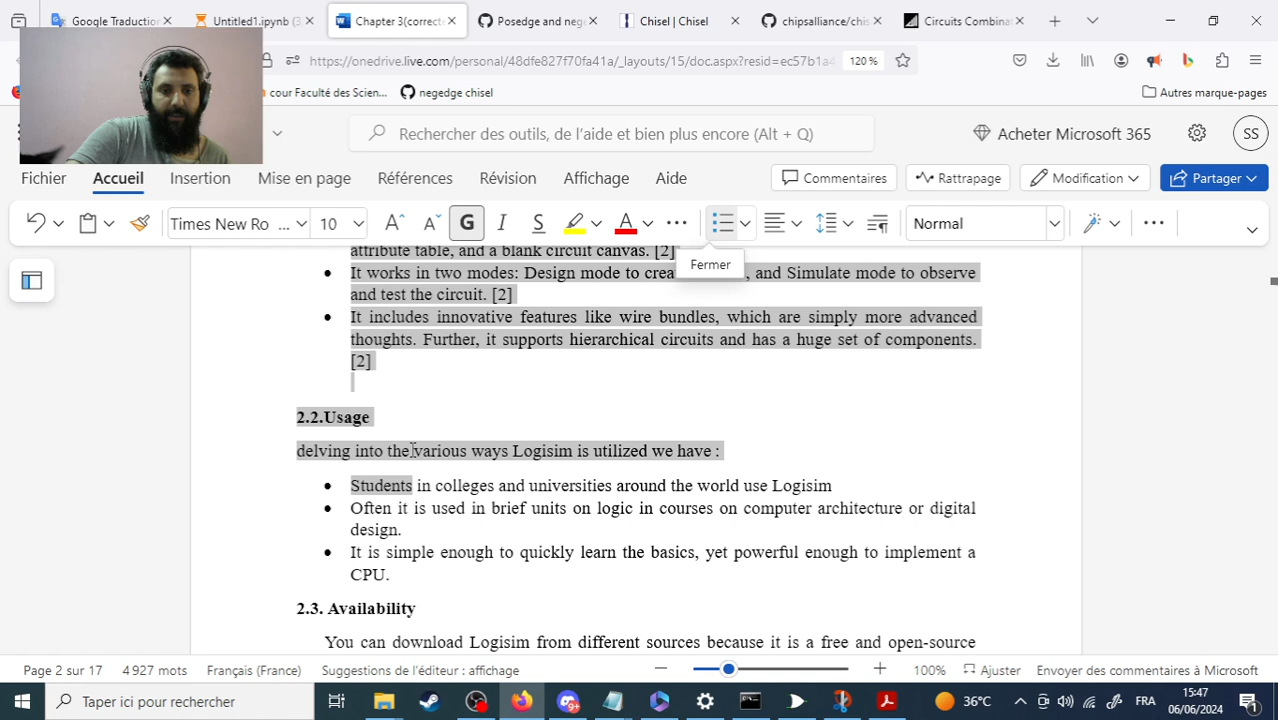 Google Traductio
Untitled1.ipynb (3
Chapter 3(correcte
Posedge and neg
Chisel | Chisel
chipsalliance/chis
Circuits Combinat
https://onedrive.live.com/personal/48dfe827f70fa41a/_layouts/15/doc.aspx?resid=ec57b1a4
120 %
cour Faculté des Scien...
negedge chisel
Autres marque-pages
Rechercher des outils, de l'aide et bien plus encore (Alt + Q)
Acheter Microsoft 365
SS
Fichier
Accueil
Insertion
Mise en page
Références
Révision
Affichage
Aide
Commentaires
Rattrapage
Modification
Partager
Times New Ro ...
10
G
I
S
A
Normal
Fermer
attribute table, and a blank circuit canvas. [2]
• It works in two modes: Design mode to crea , and Simulate mode to observe
and test the circuit. [2]
• It includes innovative features like wire bundles, which are simply more advanced
thoughts. Further, it supports hierarchical circuits and has a huge set of components.
[2]
2.2.Usage
delving into the various ways Logisim is utilized we have :
• Students in colleges and universities around the world use Logisim
• Often it is used in brief units on logic in courses on computer architecture or digital
design.
• It is simple enough to quickly learn the basics, yet powerful enough to implement a
CPU.
2.3. Availability
You can download Logisim from different sources because it is a free and open-source
Page 2 sur 17
4 927 mots
Français (France)
Suggestions de l'éditeur : affichage
100%
Ajuster
Envoyer des commentaires à Microsoft
Taper ici pour rechercher
36°C
FRA
15:47
06/06/2024